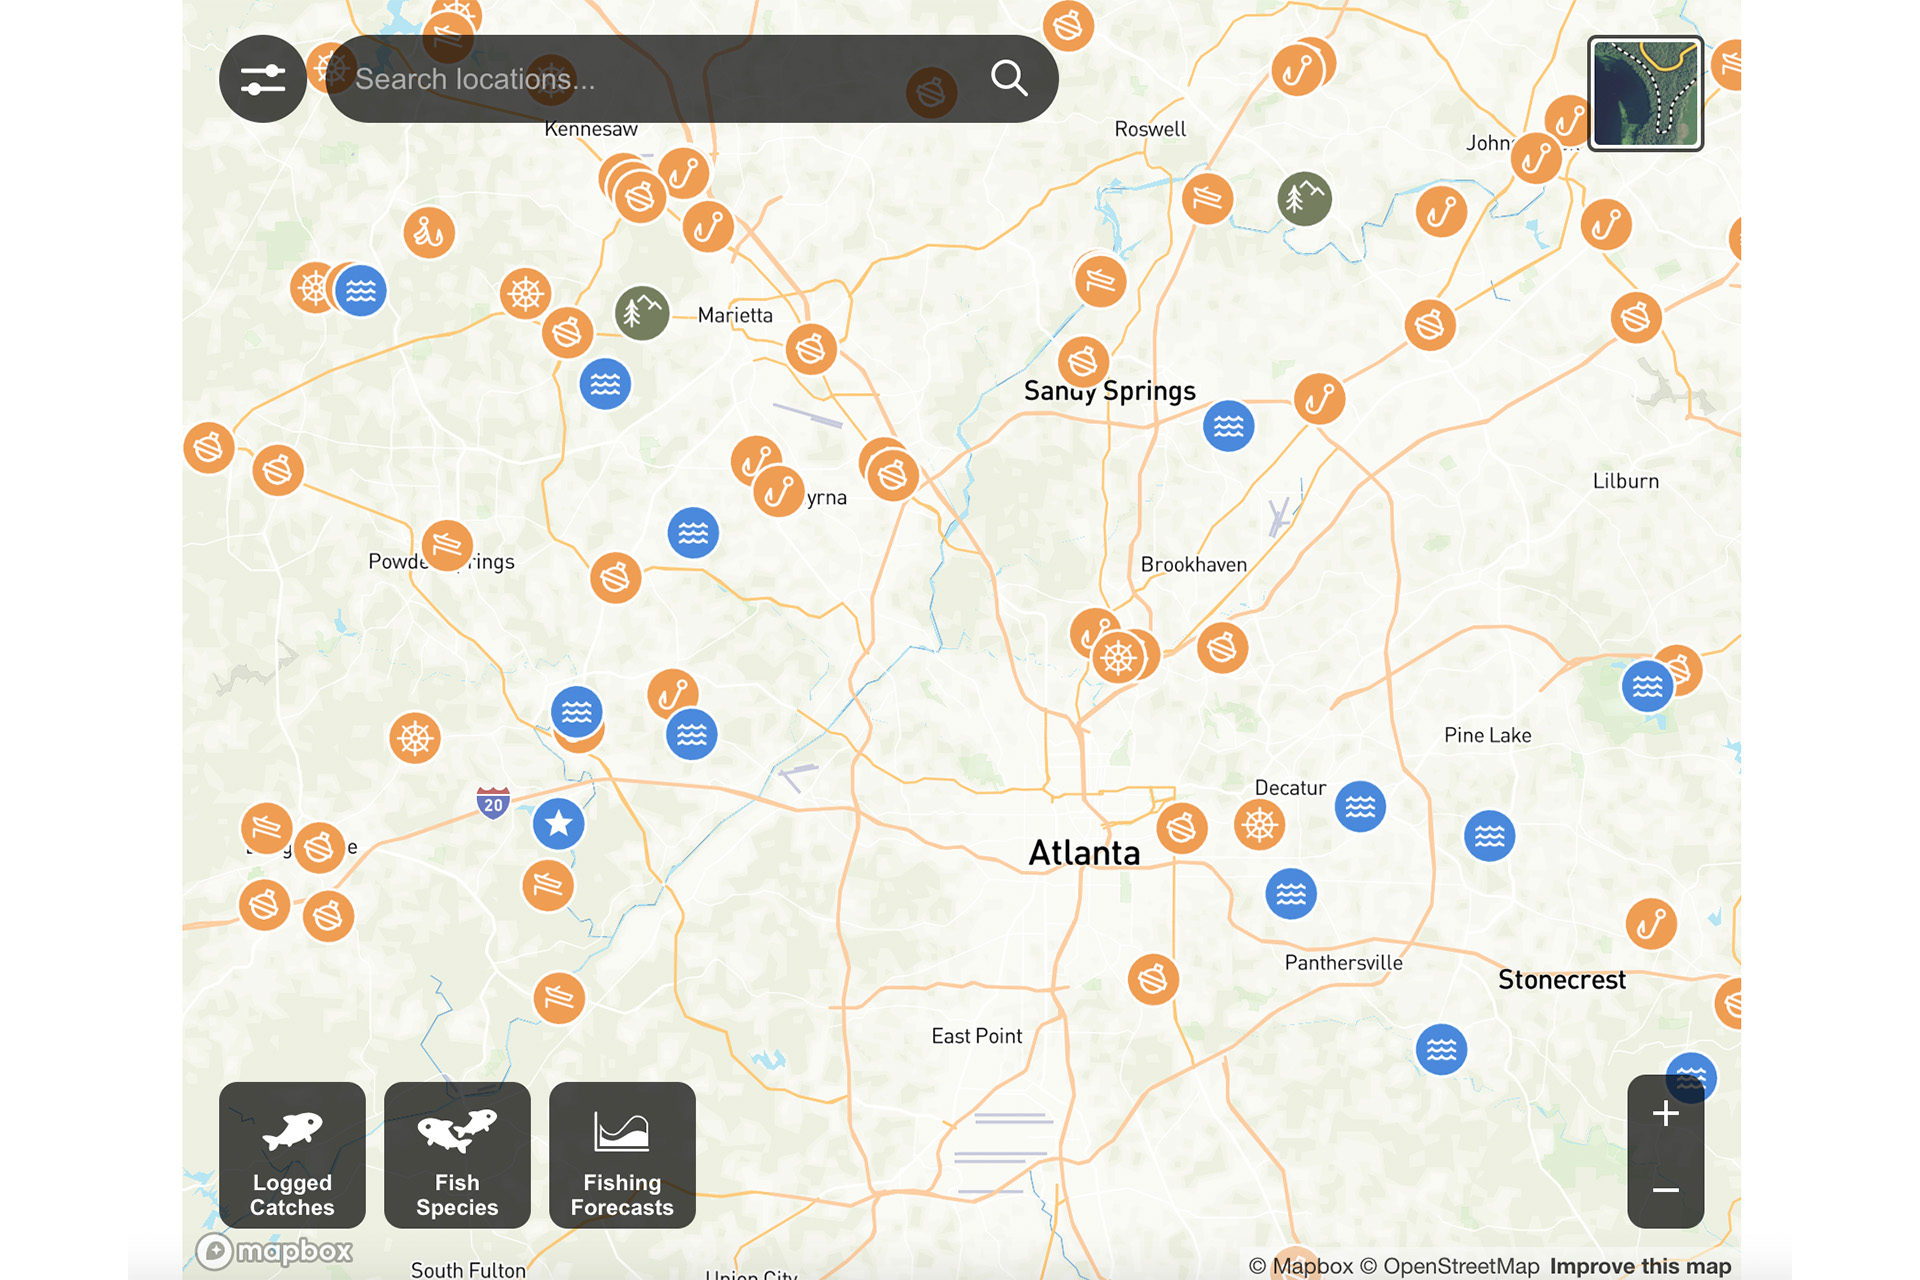 Search locations...
Kennesaw
Roswell
Marietta
Sandy Springs
yrna
Lilburn
Powde
rings
Brookhaven
Pine Lake
20
Decatur
Atlanta
Panthersville
Stonecrest
East Point
Logged
Catches
Fish
Species
Fishing
Forecasts
mapbox
South Fulton
Union City
© Mapbox © OpenStreetMap Improve this map